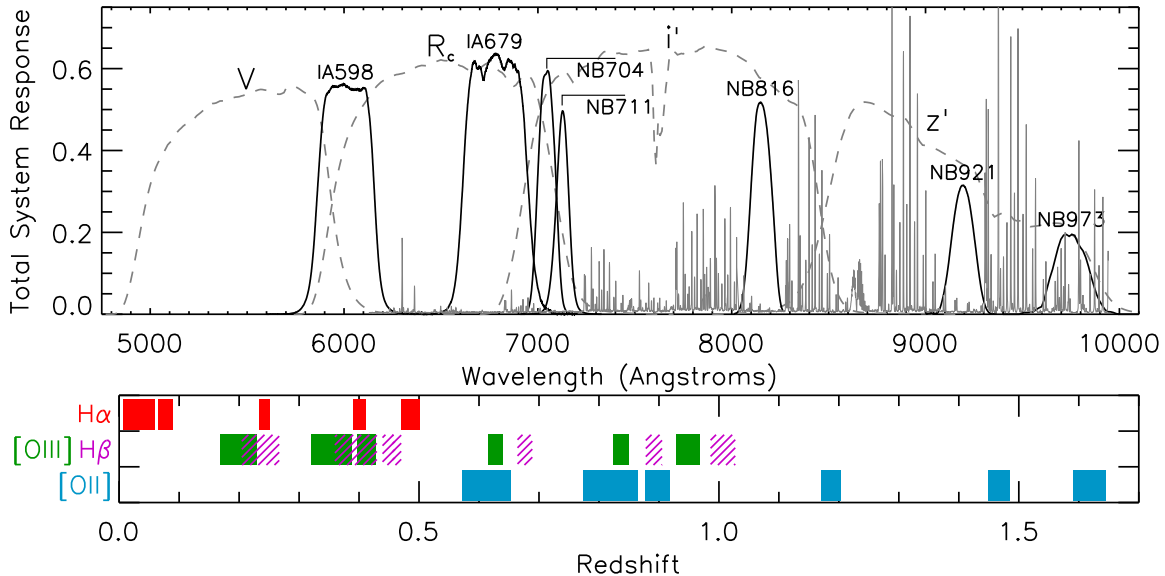 Total System Response
0.6
0.4
0.2
0.0
V
IA598
Rc
IA679
NB704
NB711
i'
NB816
z'
NB921
NB973
5000 6000 7000 8000 9000 10000
Wavelength (Angstroms)
Hα
[OIII] Hβ
[OII]
0.0 0.5 1.0 1.5
Redshift